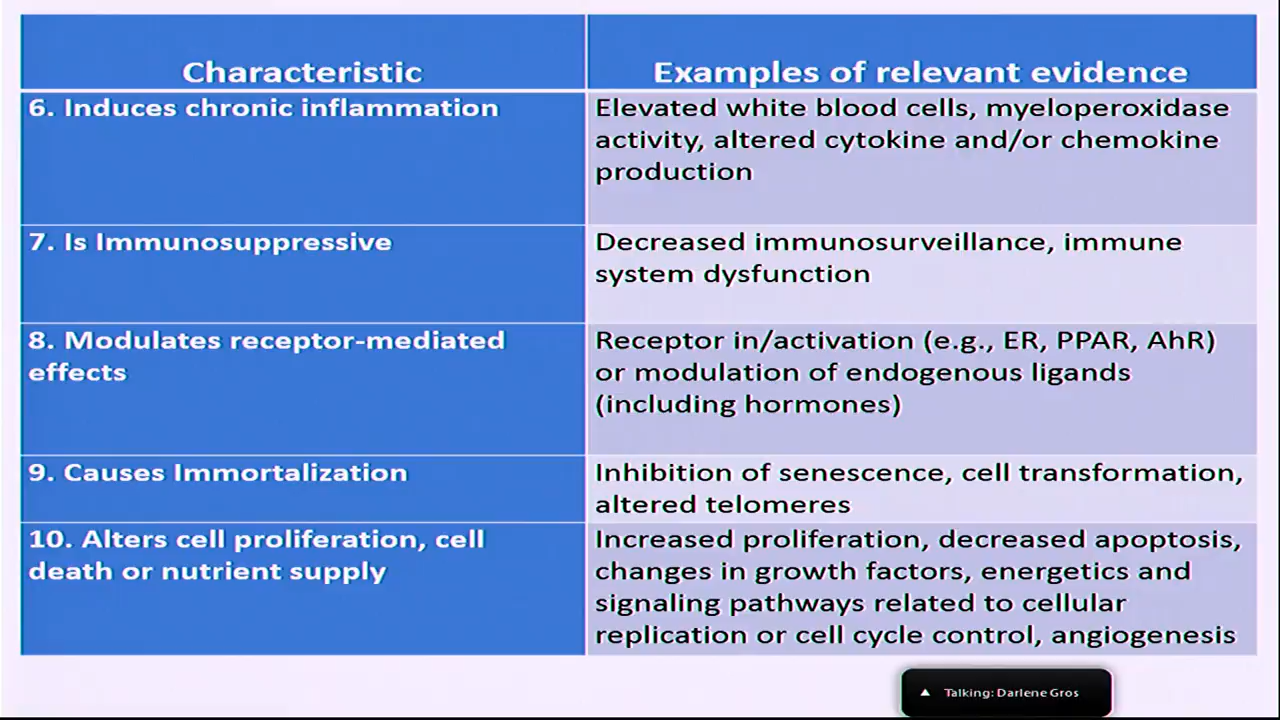 Characteristic
Examples of relevant evidence
6. Induces chronic inflammation
Elevated white blood cells, myeloperoxidase
activity, altered cytokine and/or chemokine
production
7. Is Immunosuppressive
Decreased immunosurveillance, immune
system dysfunction
8. Modulates receptor-mediated
effects
Receptor in/activation (e.g., ER, PPAR, AhR)
or modulation of endogenous ligands
(including hormones)
9. Causes Immortalization
Inhibition of senescence, cell transformation,
altered telomeres
10. Alters cell proliferation, cell
death or nutrient supply
Increased proliferation, decreased apoptosis,
changes in growth factors, energetics and
signaling pathways related to cellular
replication or cell cycle control, angiogenesis
Talking: Darlene Gros